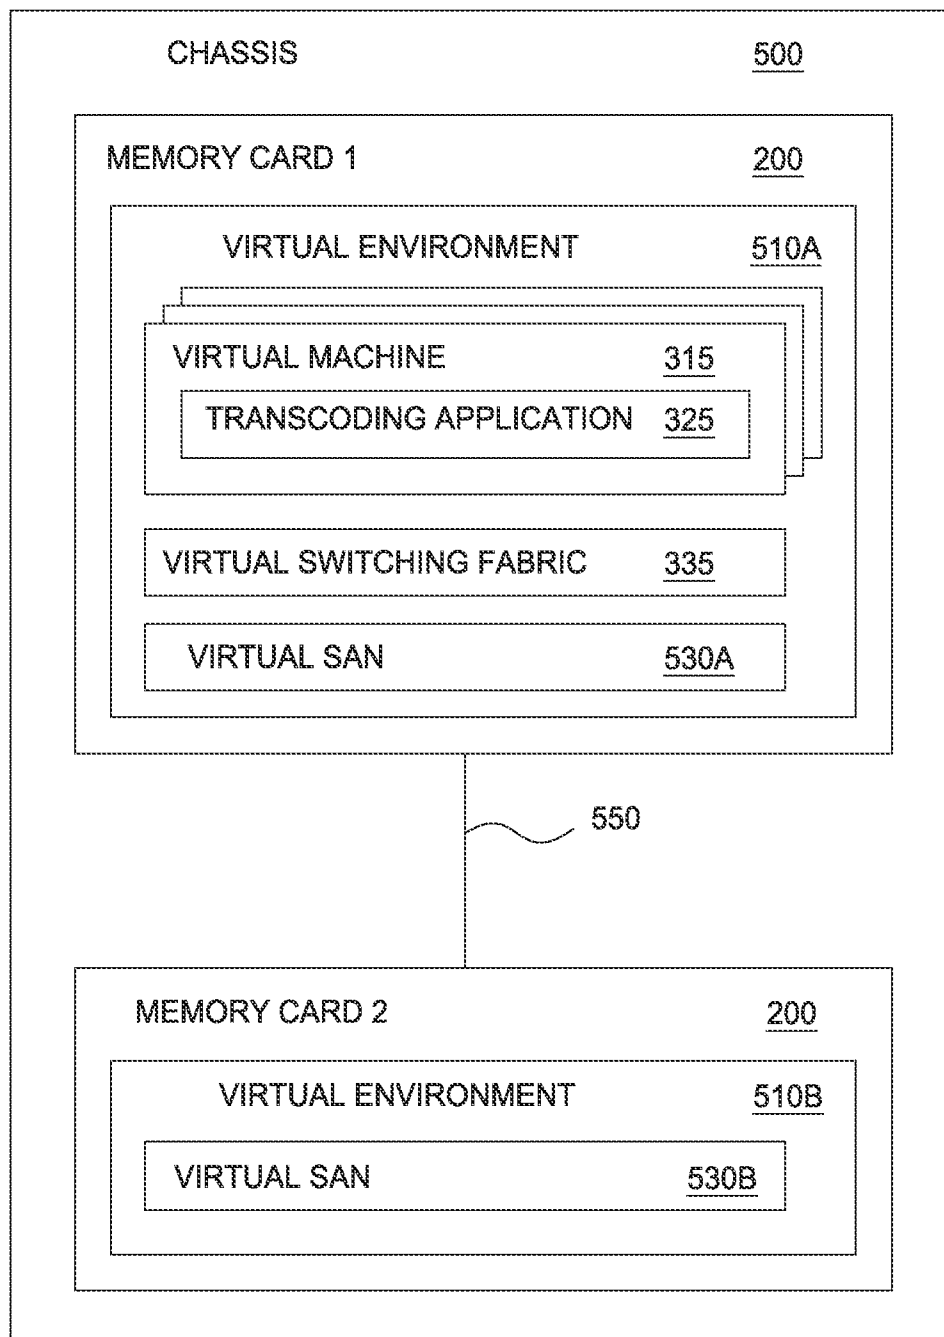 CHASSIS 500
MEMORY CARD 1 200
VIRTUAL ENVIRONMENT 510A
VIRTUAL MACHINE 315
TRANSCODING APPLICATION 325
VIRTUAL SWITCHING FABRIC 335
VIRTUAL SAN 530A
550
MEMORY CARD 2 200
VIRTUAL ENVIRONMENT 510B
VIRTUAL SAN 530B